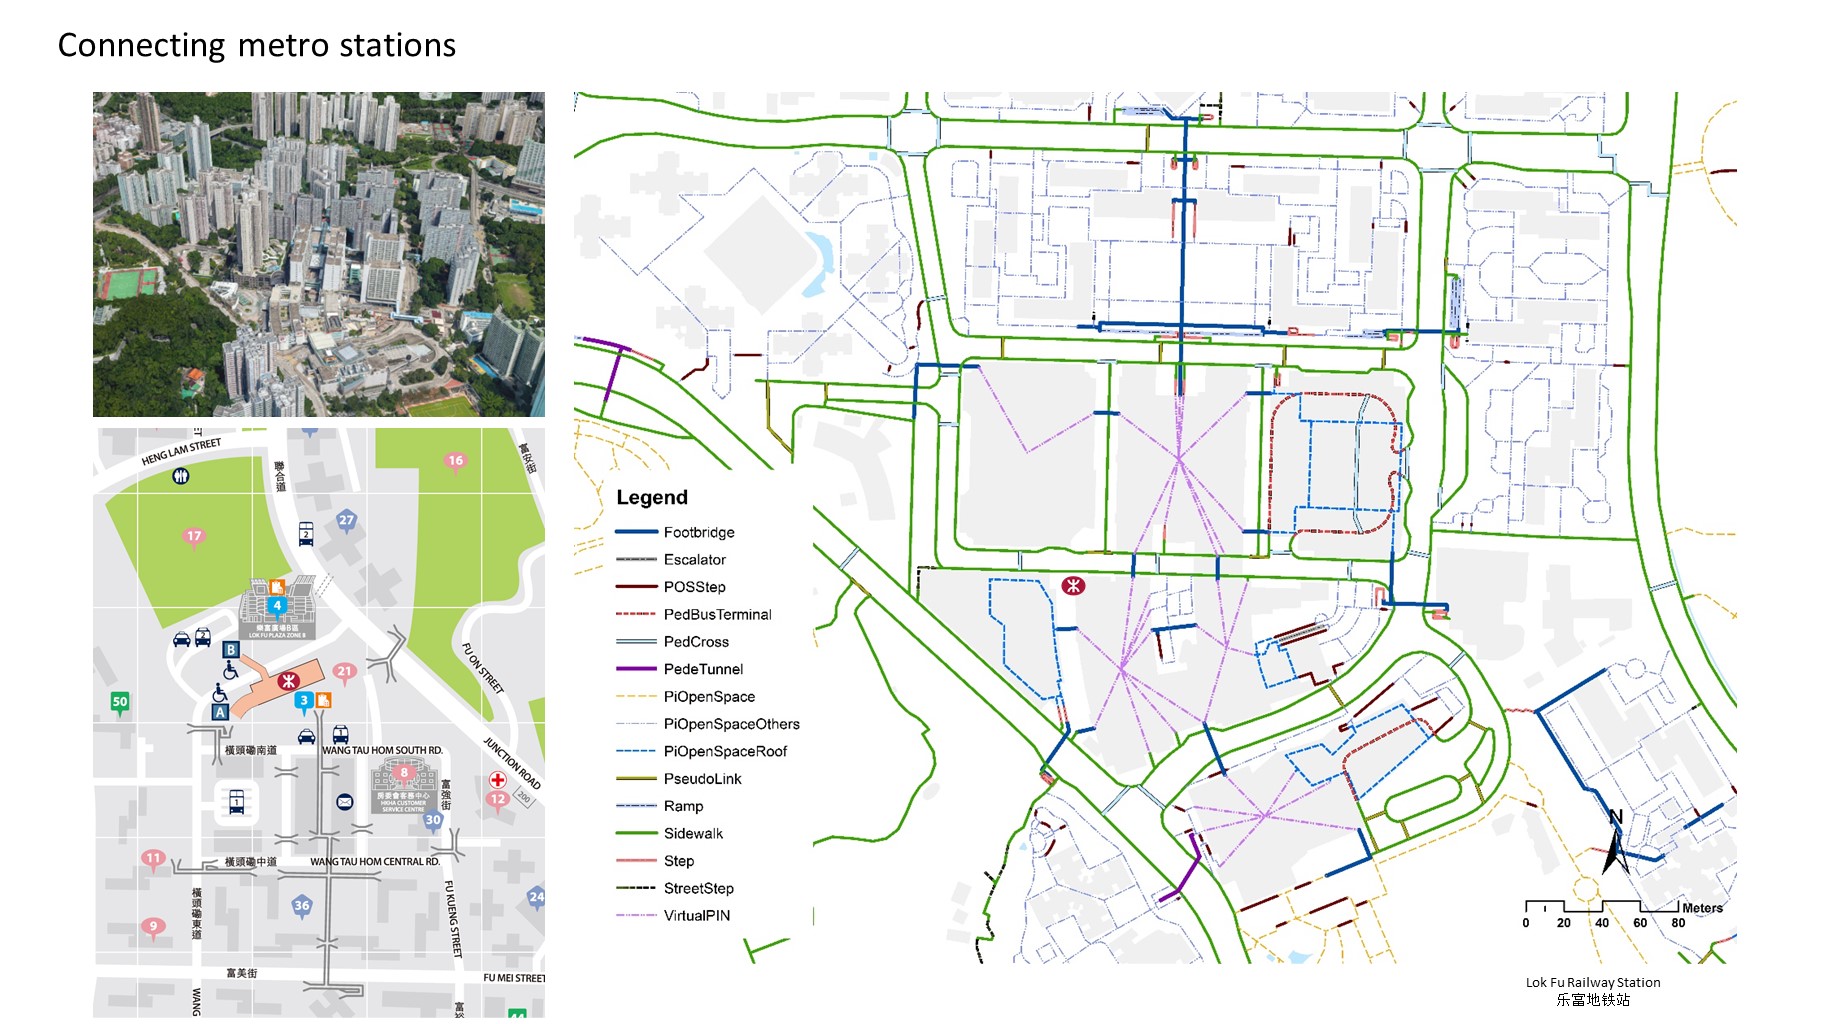 Connecting metro stations
HENG LAM STREET
聯合道
富安街
16
17
27
2
4
樂富廣場B區
LOK FU PLAZA ZONE B
2
B
21
FU ON STREET
50
A
3
1
橫頭磡南道
WANG TAU HOM SOUTH RD.
JUNCTION ROAD
8
房委會客務中心
HKHA CUSTOMER
SERVICE CENTRE
富強街
12
200
1
30
11
橫頭磡中道
WANG TAU HOM CENTRAL RD.
橫頭磡東道
36
FU KUENG STREET
24
9
富美街
FU MEI STREET
WANG
富裕
44
Legend
Footbridge
Escalator
POSStep
PedBusTerminal
PedCross
PedeTunnel
PiOpenSpace
PiOpenSpaceOthers
PiOpenSpaceRoof
PseudoLink
Ramp
Sidewalk
Step
StreetStep
VirtualPIN
N
Meters
0 20 40 60 80
Lok Fu Railway Station
乐富地铁站